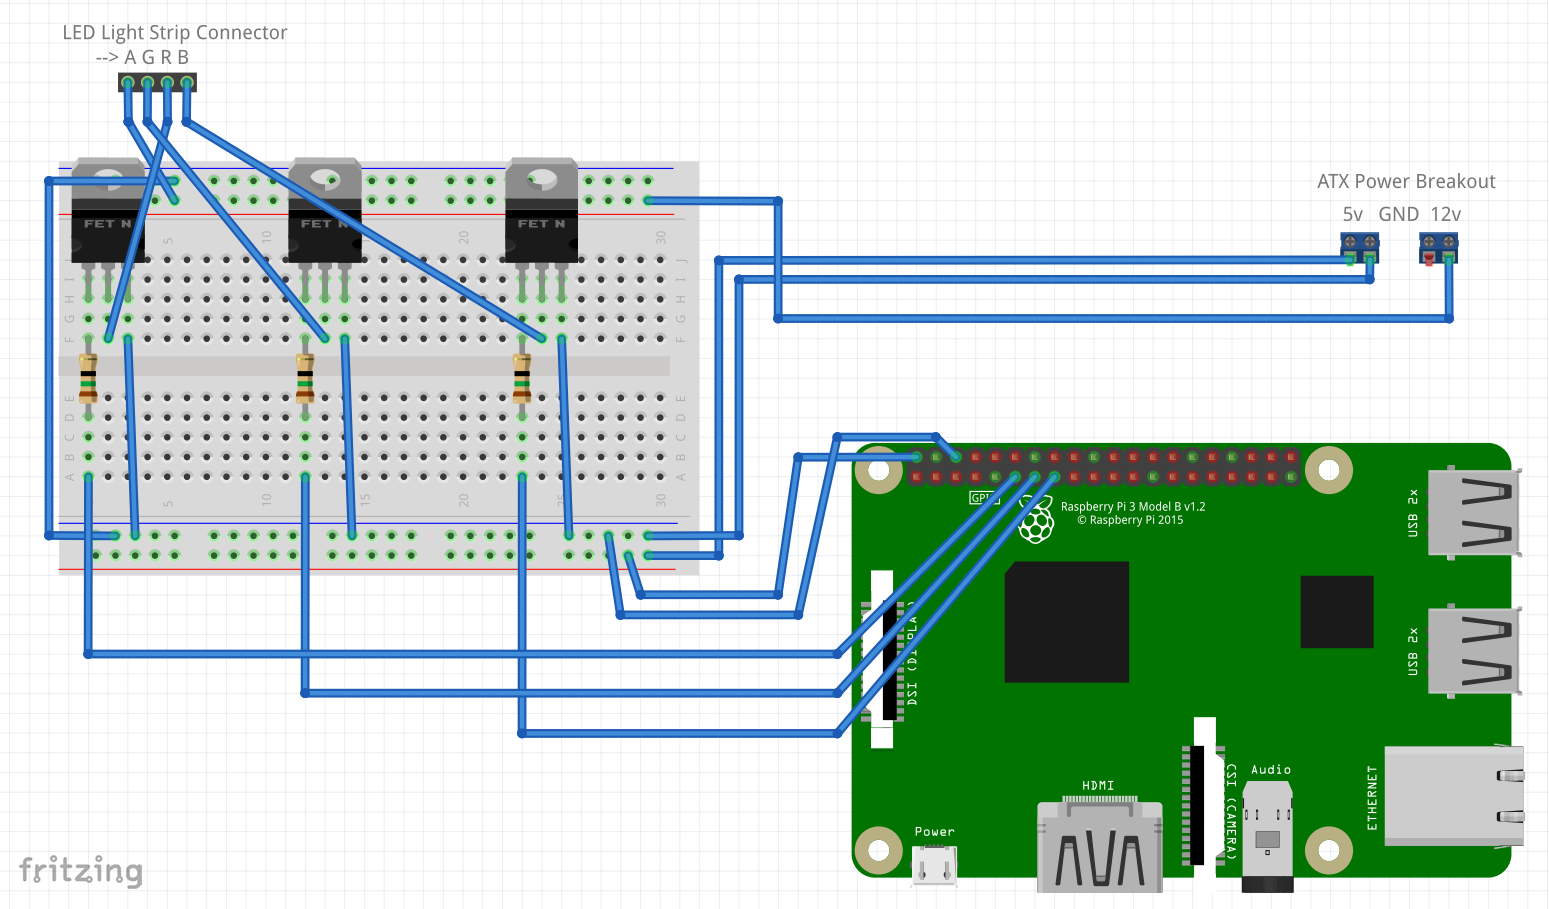 LED Light Strip Connector
--> A G R B
ATX Power Breakout
5v GND 12v
FET N
FET N
FET N
5 10 15 20 25 30
J
I
H
G
F
E
D
C
B
A
J
I
H
G
F
E
D
C
B
A
5 10 15 20 25 30
GPIO
Raspberry Pi 3 Model B v1.2
© Raspberry Pi 2015
USB 2x
USB 2x
DSI (DISPLAY)
CSI (CAMERA)
Audio
HDMI
ETHERNET
Power
fritzing